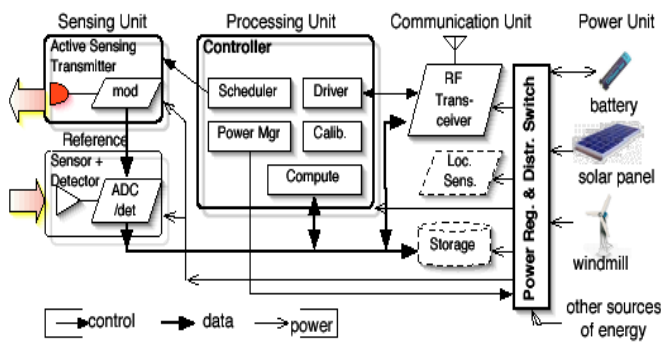 Sensing Unit
Processing Unit
Communication Unit
Power Unit
Active Sensing
Transmitter
mod
Reference
Sensor +
Detector
ADC
/det
Controller
Scheduler
Driver
Power Mgr
Calib.
Compute
RF
Trans-
ceiver
Loc.
Sens.
Storage
Power Reg. & Distr. Switch
battery
solar panel
windmill
other sources
of energy
control
data
power